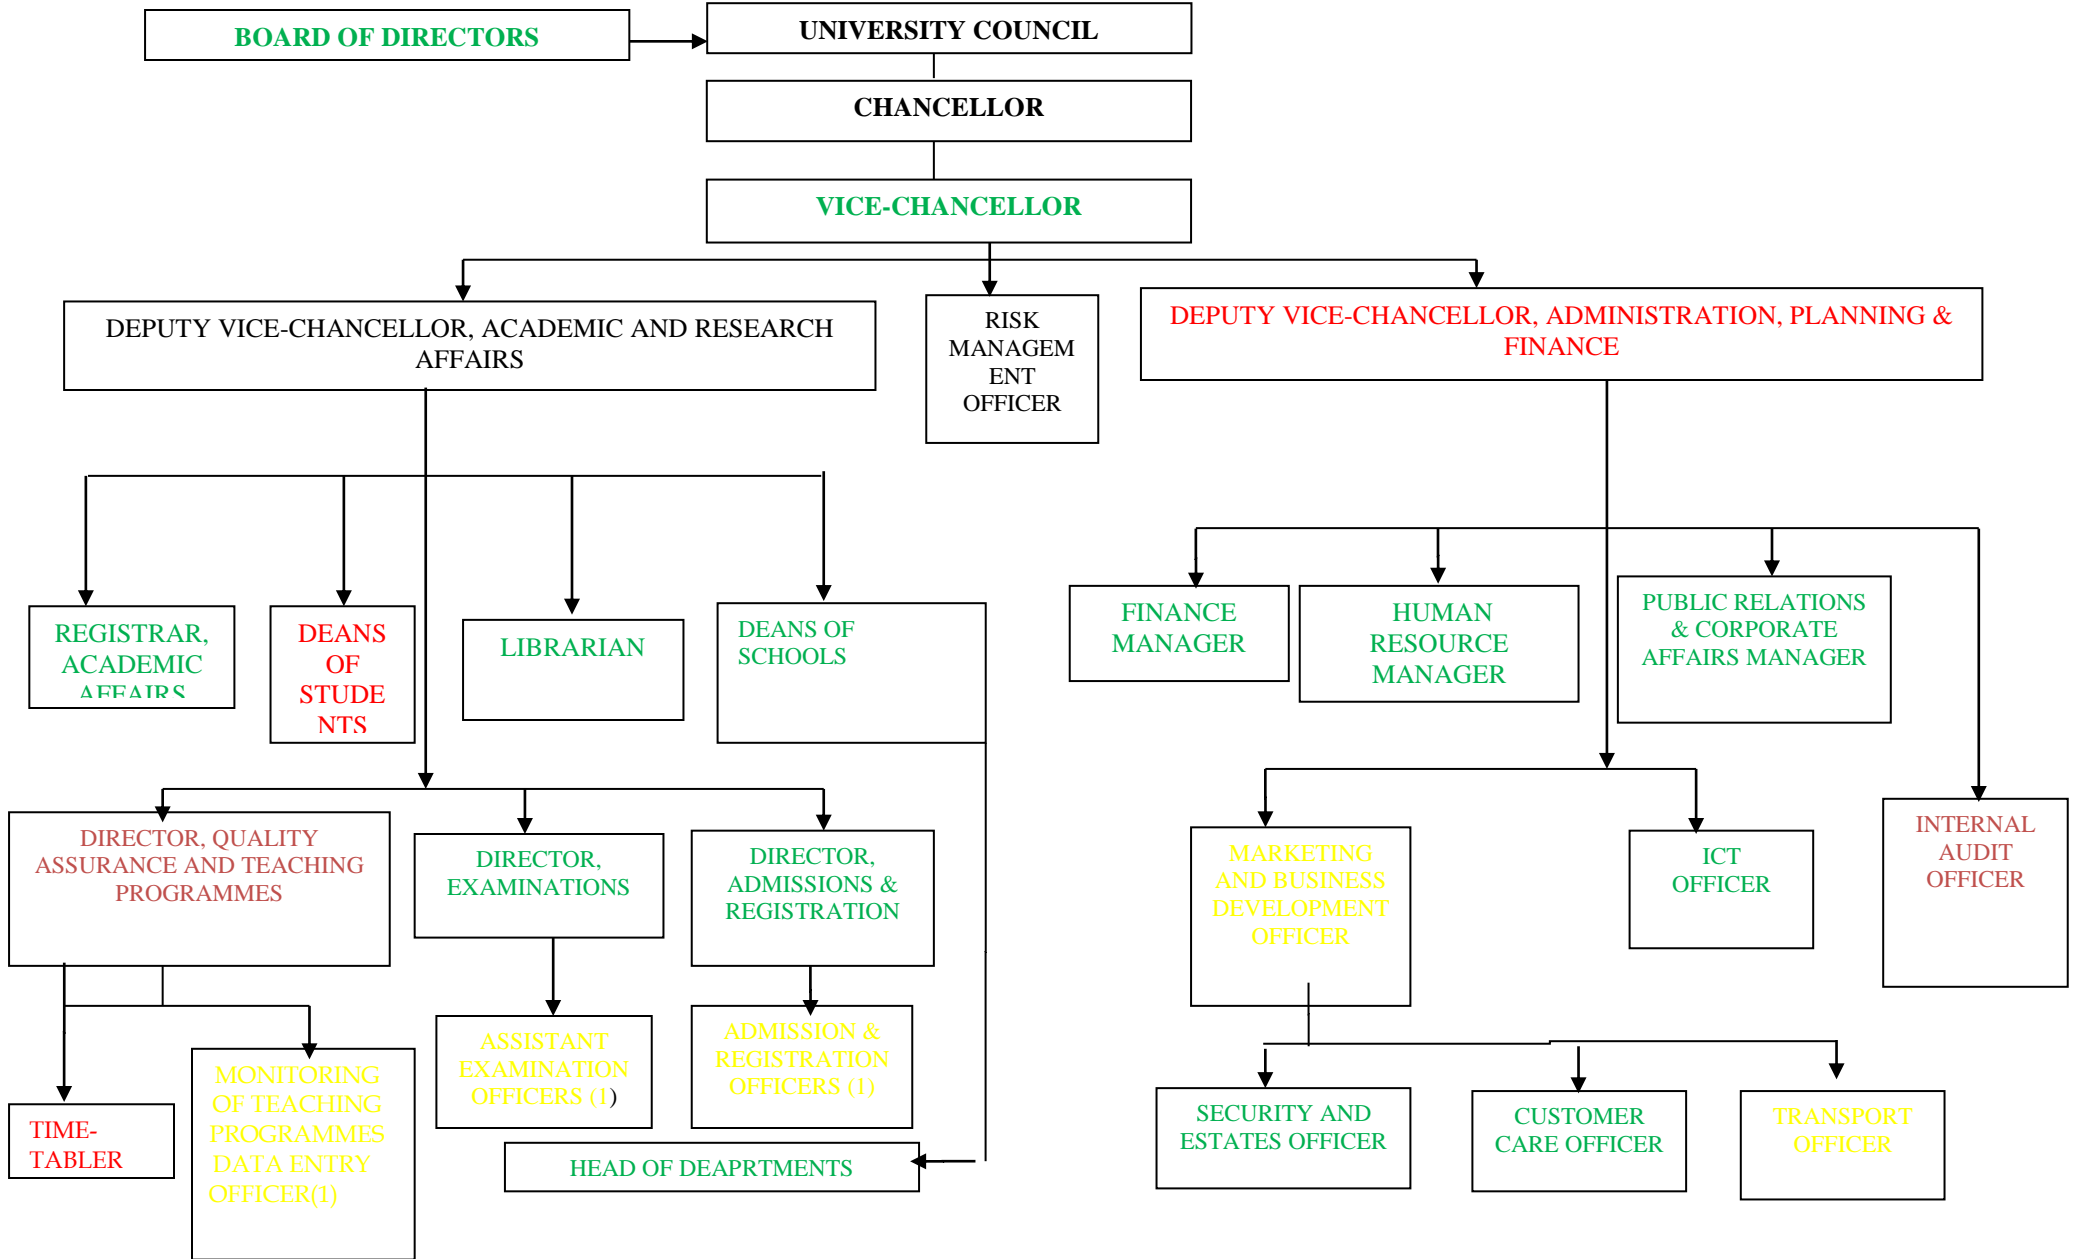 BOARD OF DIRECTORS
UNIVERSITY COUNCIL
CHANCELLOR
VICE-CHANCELLOR
DEPUTY VICE-CHANCELLOR, ACADEMIC AND RESEARCH
AFFAIRS
RISK
MANAGEM
ENT
OFFICER
DEPUTY VICE-CHANCELLOR, ADMINISTRATION, PLANNING &
FINANCE
REGISTRAR,
ACADEMIC
AFFAIRS
DEANS
OF
STUDE
NTS
LIBRARIAN
DEANS OF
SCHOOLS
FINANCE
MANAGER
HUMAN
RESOURCE
MANAGER
PUBLIC RELATIONS
& CORPORATE
AFFAIRS MANAGER
DIRECTOR, QUALITY
ASSURANCE AND TEACHING
PROGRAMMES
DIRECTOR,
EXAMINATIONS
DIRECTOR,
ADMISSIONS &
REGISTRATION
MARKETING
AND BUSINESS
DEVELOPMENT
OFFICER
ICT
OFFICER
INTERNAL
AUDIT
OFFICER
TIME-
TABLER
MONITORING
OF TEACHING
PROGRAMMES
DATA ENTRY
OFFICER(1)
ASSISTANT
EXAMINATION
OFFICERS (1)
ADMISSION &
REGISTRATION
OFFICERS (1)
HEAD OF DEAPRTMENTS
SECURITY AND
ESTATES OFFICER
CUSTOMER
CARE OFFICER
TRANSPORT
OFFICER